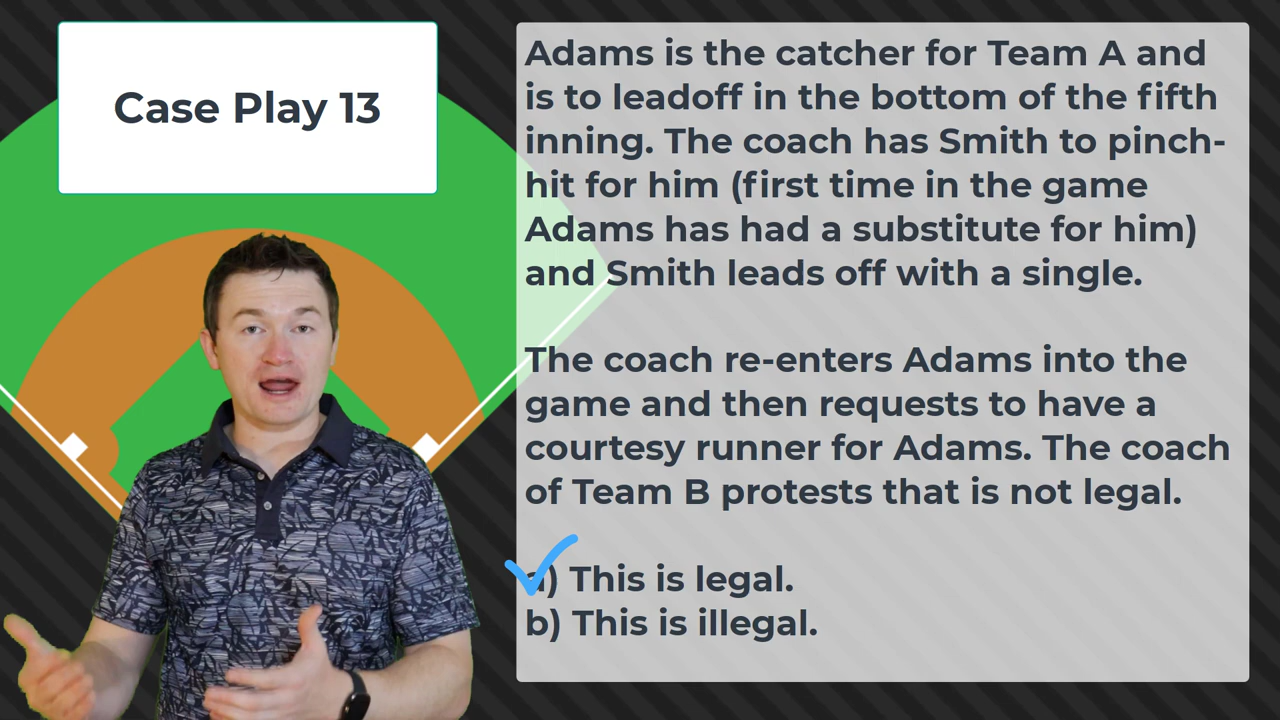 Case Play 13
Adams is the catcher for Team A and
is to leadoff in the bottom of the fifth
inning. The coach has Smith to pinch-
hit for him (first time in the game
Adams has had a substitute for him)
and Smith leads off with a single.
The coach re-enters Adams into the
game and then requests to have a
courtesy runner for Adams. The coach
of Team B protests that is not legal.
a) This is legal.
b) This is illegal.